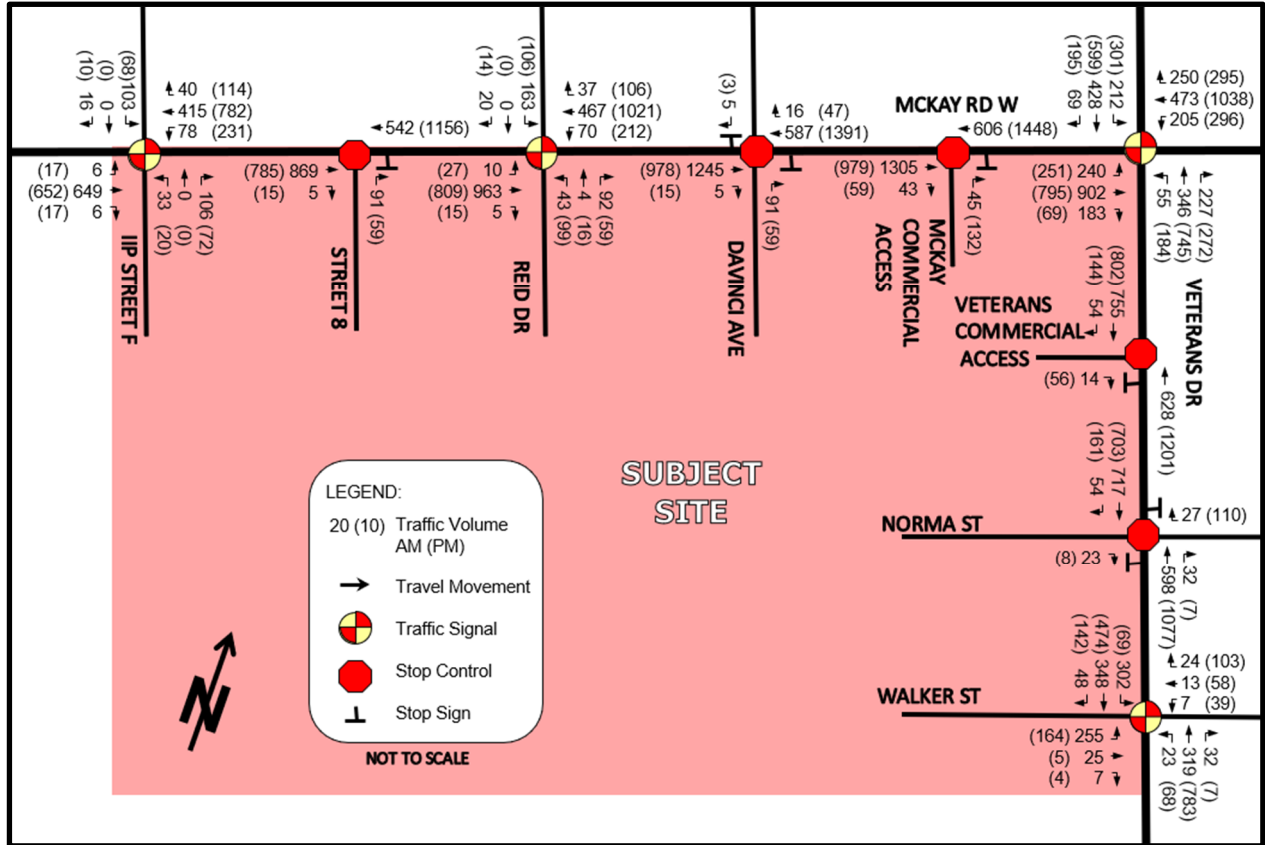 (10) 16
(0) 0
(68)103
40 (114)
415 (782)
78 (231)
(17) 6
(652) 649
(17) 6
33 (20)
0 (0)
106 (72)
IIP STREET F
542 (1156)
(785) 869
(15) 5
91 (59)
STREET 8
(14) 20
(0) 0
(106) 163
37 (106)
467 (1021)
70 (212)
(27) 10
(809) 963
(15) 5
43 (99)
4 (16)
92 (59)
REID DR
(3) 5
16 (47)
587 (1391)
(978) 1245
(15) 5
91 (59)
DAVINCI AVE
MCKAY RD W
606 (1448)
(979) 1305
(59) 43
45 (132)
MCKAY
COMMERCIAL
ACCESS
(195) 69
(599) 428
(301) 212
250 (295)
473 (1038)
205 (296)
(251) 240
(795) 902
(69) 183
55 (184)
346 (745)
227 (272)
VETERANS DR
(144) 54
(802) 755
VETERANS
COMMERCIAL
ACCESS
(56) 14
628 (1201)
(161) 54
(703) 717
27 (110)
NORMA ST
(8) 23
598 (1077)
32 (7)
(142) 48
(474) 348
(69) 302
24 (103)
13 (58)
7 (39)
WALKER ST
(164) 255
(5) 25
(4) 7
23 (68)
319 (783)
32 (7)
SUBJECT
SITE
LEGEND:
20 (10) Traffic Volume
AM (PM)
Travel Movement
Traffic Signal
Stop Control
Stop Sign
NOT TO SCALE
N